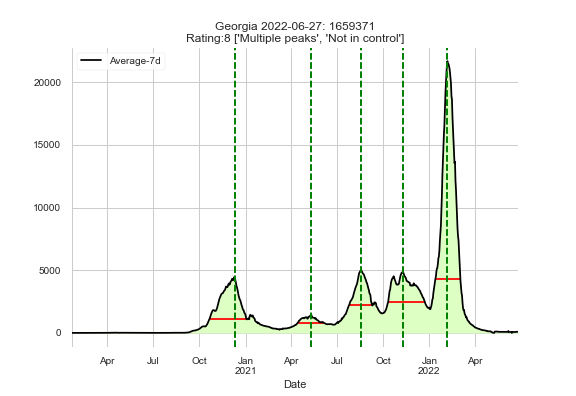 Georgia 2022-06-27: 1659371
Rating:8 ['Multiple peaks', 'Not in control']
Average-7d
20000
15000
10000
5000
0
Apr Jul Oct Jan Apr Jul Oct Jan Apr
2021 2022
Date